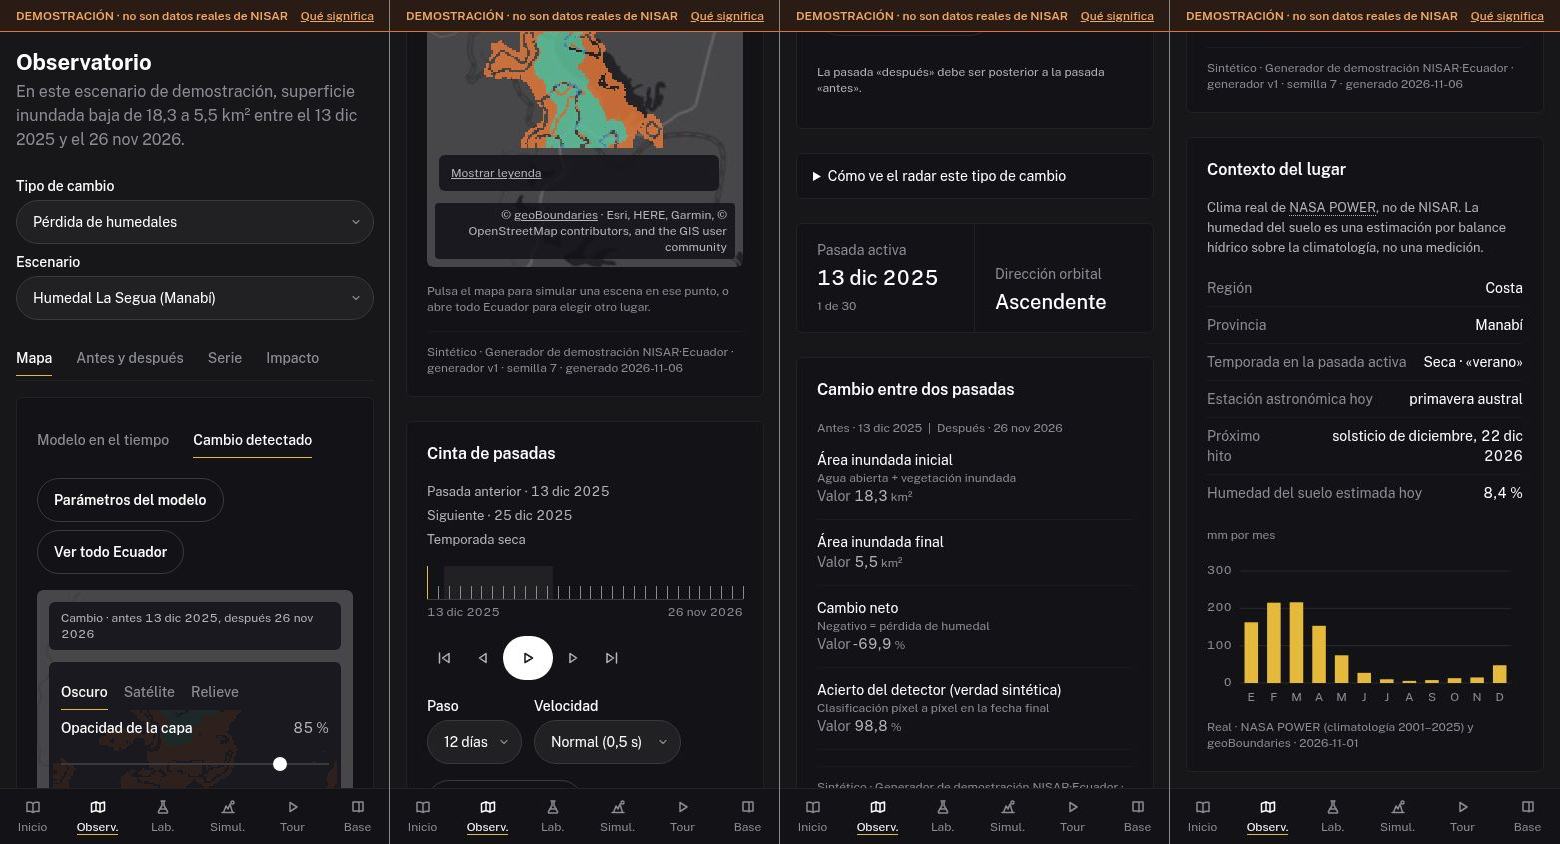 DEMOSTRACIÓN · no son datos reales de NISAR Qué significa
Observatorio
En este escenario de demostración, superficie
inundada baja de 18,3 a 5,5 km² entre el 13 dic
2025 y el 26 nov 2026.
Tipo de cambio
Pérdida de humedales
Escenario
Humedal La Segua (Manabí)
Mapa Antes y después Serie Impacto
Modelo en el tiempo Cambio detectado
Parámetros del modelo
Ver todo Ecuador
Cambio · antes 13 dic 2025, después 26 nov
2026
Oscuro Satélite Relieve
Opacidad de la capa 85 %
Inicio Observ. Lab. Simul. Tour Base
DEMOSTRACIÓN · no son datos reales de NISAR Qué significa
Mostrar leyenda
© geoBoundaries · Esri, HERE, Garmin, ©
OpenStreetMap contributors, and the GIS user
community
Pulsa el mapa para simular una escena en ese punto, o
abre todo Ecuador para elegir otro lugar.
Sintético · Generador de demostración NISAR·Ecuador ·
generador v1 · semilla 7 · generado 2026-11-06
Cinta de pasadas
Pasada anterior · 13 dic 2025
Siguiente · 25 dic 2025
Temporada seca
13 dic 2025 26 nov 2026
Paso Velocidad
12 días Normal (0,5 s)
Inicio Observ. Lab. Simul. Tour Base
DEMOSTRACIÓN · no son datos reales de NISAR Qué significa
La pasada «después» debe ser posterior a la pasada
«antes».
Cómo ve el radar este tipo de cambio
Pasada activa
13 dic 2025
1 de 30
Dirección orbital
Ascendente
Cambio entre dos pasadas
Antes · 13 dic 2025 | Después · 26 nov 2026
Área inundada inicial
Agua abierta + vegetación inundada
Valor 18,3 km²
Área inundada final
Valor 5,5 km²
Cambio neto
Negativo = pérdida de humedal
Valor -69,9 %
Acierto del detector (verdad sintética)
Clasificación píxel a píxel en la fecha final
Valor 98,8 %
Sintético · Generador de demostración NISAR·Ecuador ·
Inicio Observ. Lab. Simul. Tour Base
DEMOSTRACIÓN · no son datos reales de NISAR Qué significa
Sintético · Generador de demostración NISAR·Ecuador ·
generador v1 · semilla 7 · generado 2026-11-06
Contexto del lugar
Clima real de NASA POWER, no de NISAR. La
humedad del suelo es una estimación por balance
hídrico sobre la climatología, no una medición.
Región Costa
Provincia Manabí
Temporada en la pasada activa Seca · «verano»
Estación astronómica hoy primavera austral
Próximo hito solsticio de diciembre, 22 dic 2026
Humedad del suelo estimada hoy 8,4 %
mm por mes
300
200
100
0
E F M A M J J A S O N D
Real · NASA POWER (climatología 2001–2025) y
geoBoundaries · 2026-11-01
Inicio Observ. Lab. Simul. Tour Base